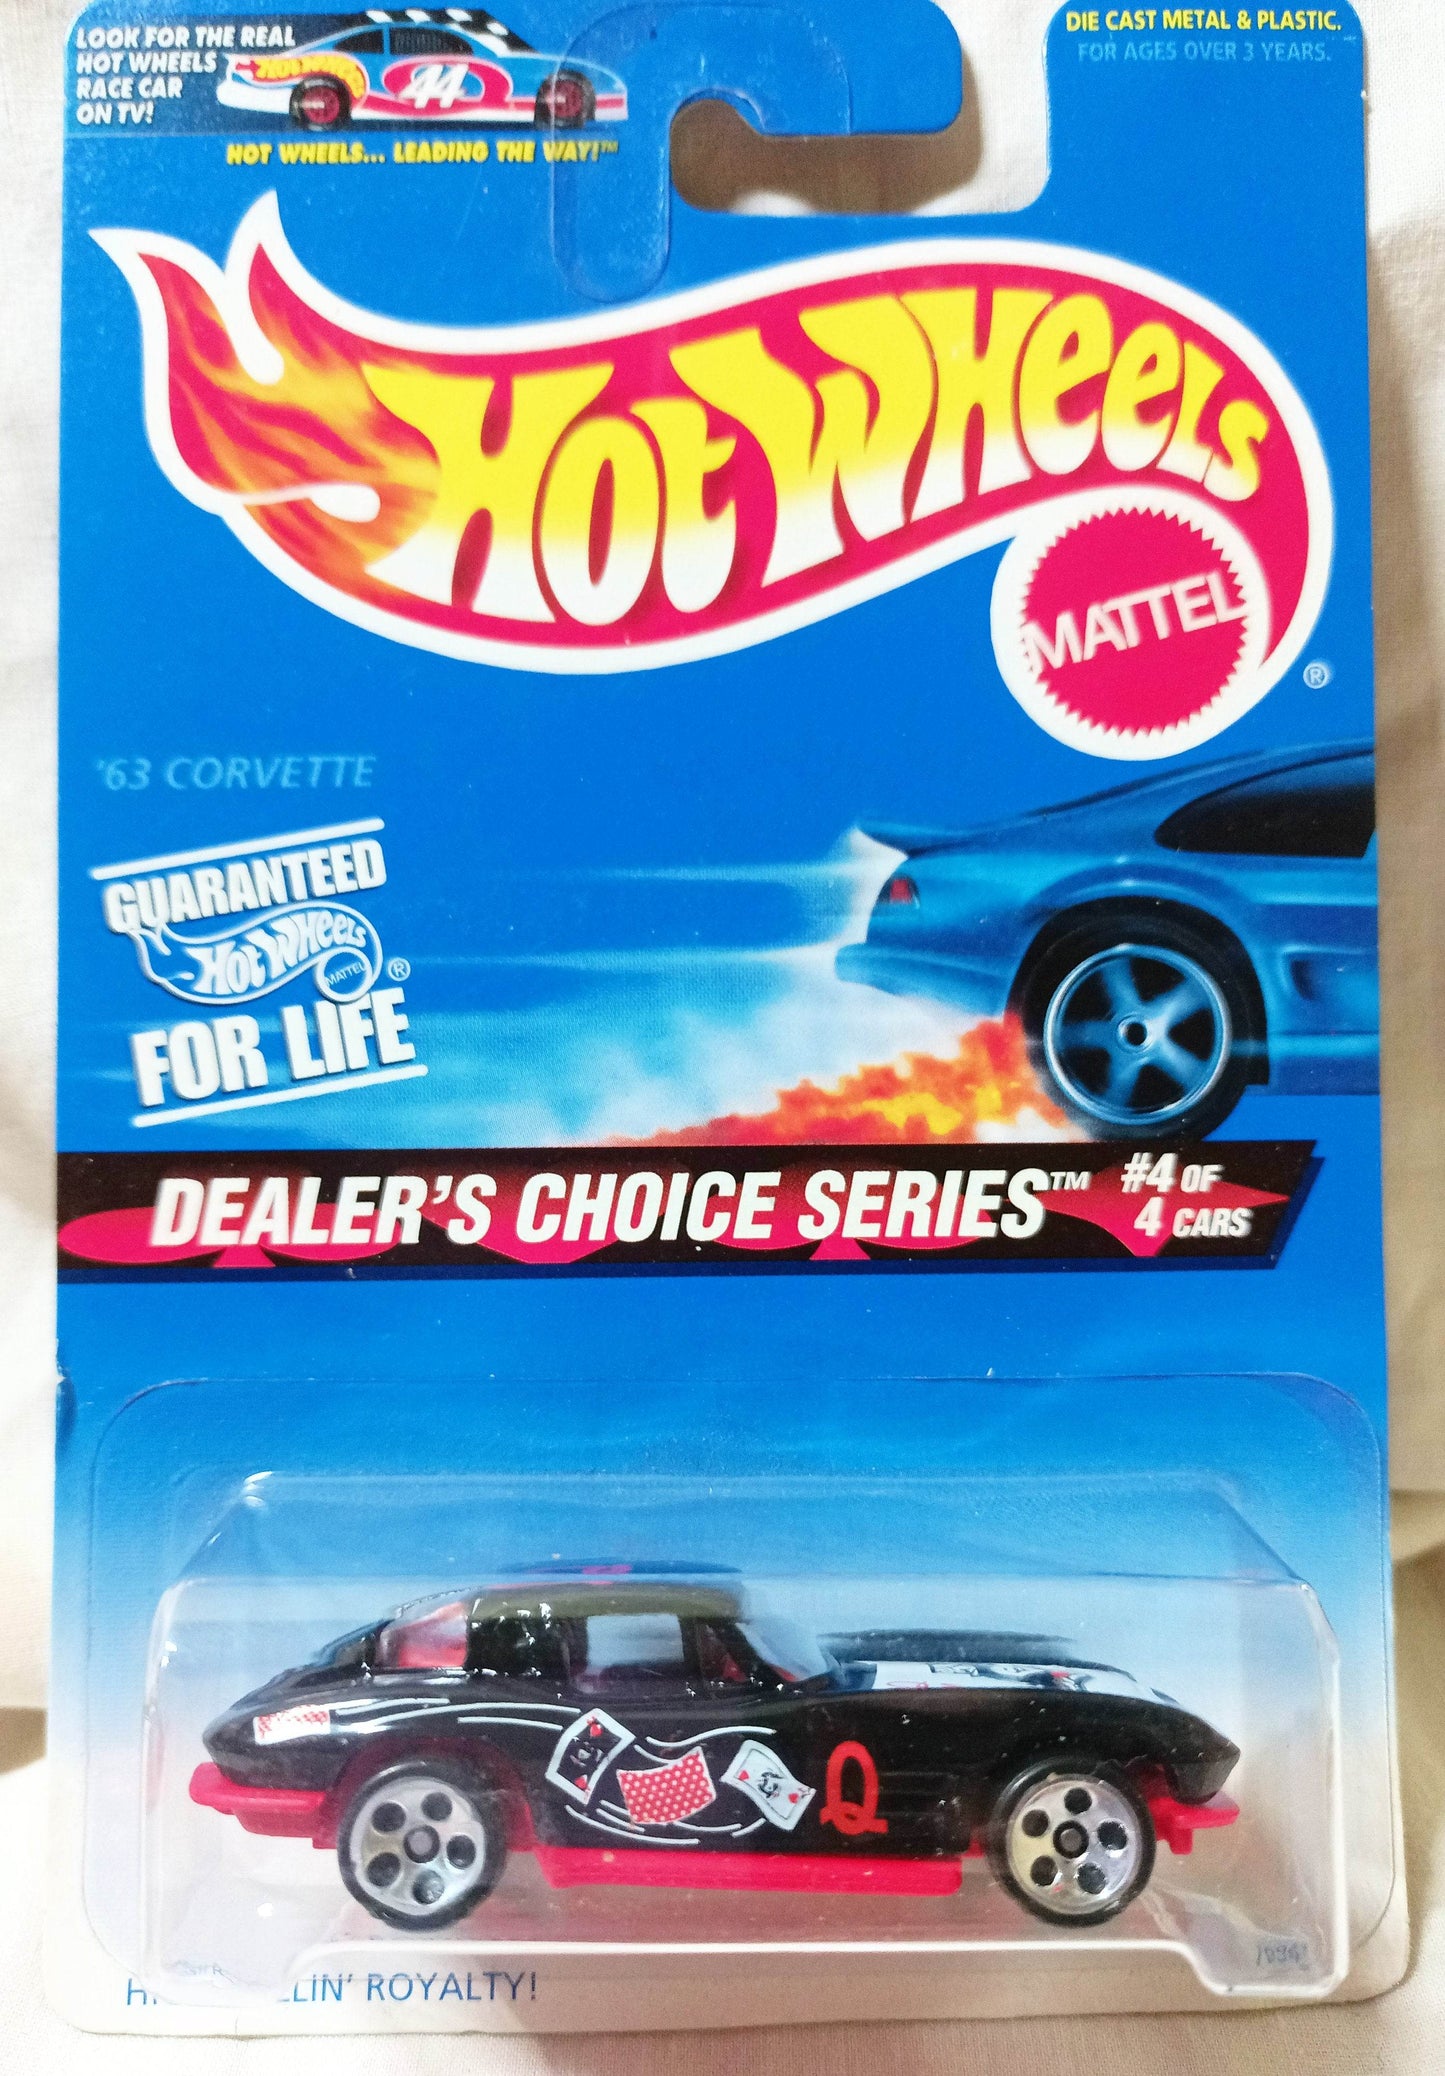 LOOK FOR THE REAL
HOT WHEELS
RACE CAR
ON TV!
HOT WHEELS
44
HOT WHEELS... LEADING THE WAY!™
DIE CAST METAL & PLASTIC.
FOR AGES OVER 3 YEARS.
HOT WHEELS
MATTEL
®
'63 CORVETTE
GUARANTEED
HOT WHEELS
MATTEL ®
FOR LIFE
DEALER'S CHOICE SERIES™
#4 OF
4 CARS
Q
ROYALTY!